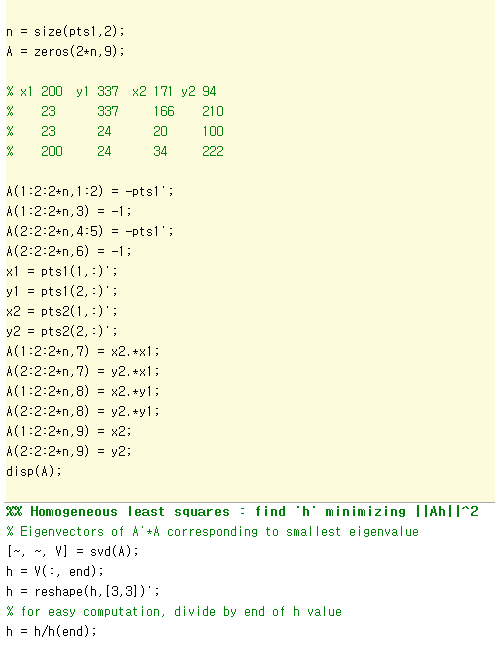 n = size(pts1,2);
A = zeros(2*n,9);
% x1 200 y1 337 x2 171 y2 94
% 23 337 166 210
% 23 24 20 100
% 200 24 34 222
A(1:2:2*n,1:2) = -pts1';
A(1:2:2*n,3) = -1;
A(2:2:2*n,4:5) = -pts1';
A(2:2:2*n,6) = -1;
x1 = pts1(1,:)';
y1 = pts1(2,:)';
x2 = pts2(1,:)';
y2 = pts2(2,:)';
A(1:2:2*n,7) = x2.*x1;
A(2:2:2*n,7) = y2.*x1;
A(1:2:2*n,8) = x2.*y1;
A(2:2:2*n,8) = y2.*y1;
A(1:2:2*n,9) = x2;
A(2:2:2*n,9) = y2;
disp(A);
%% Homogeneous least squares : find 'h' minimizing ||Ah||^2
% Eigenvectors of A'*A corresponding to smallest eigenvalue
[~, ~, V] = svd(A);
h = V(:, end);
h = reshape(h,[3,3])';
% for easy computation, divide by end of h value
h = h/h(end);